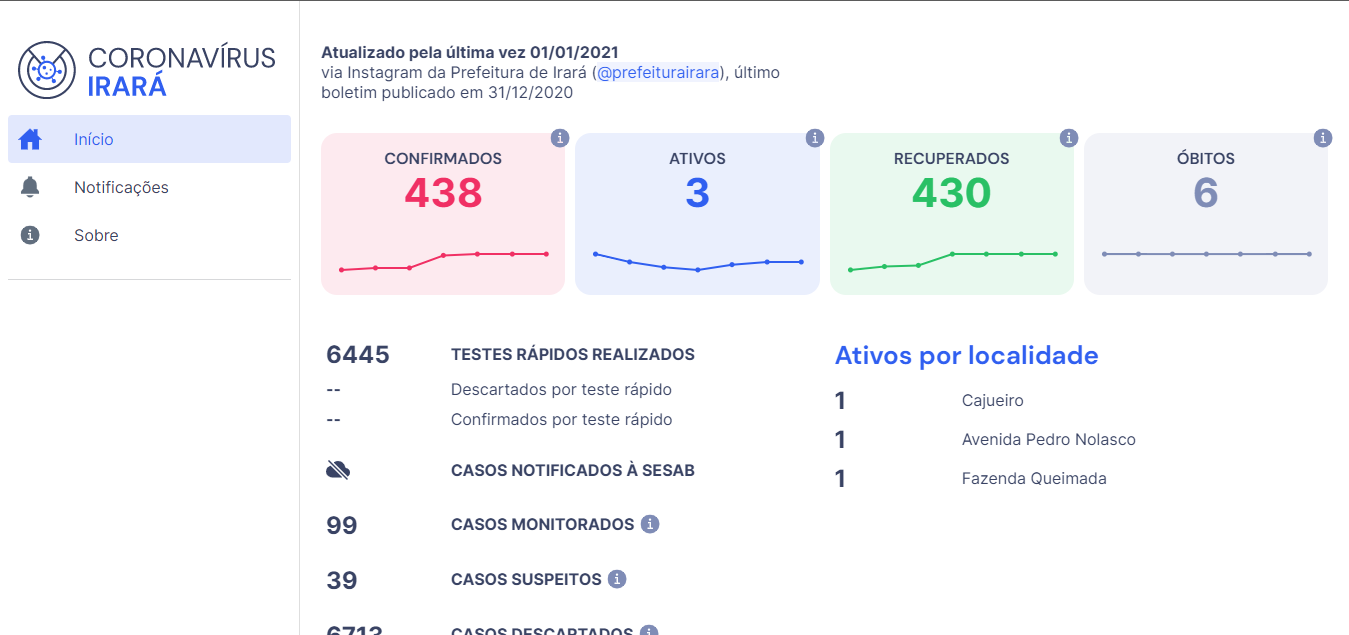 CORONAVÍRUS
IRARÁ
Início
Notificações
Sobre
Atualizado pela última vez 01/01/2021
via Instagram da Prefeitura de Irará (@prefeiturairara), último
boletim publicado em 31/12/2020
CONFIRMADOS
438
ATIVOS
3
RECUPERADOS
430
ÓBITOS
6
6445 TESTES RÁPIDOS REALIZADOS
-- Descartados por teste rápido
-- Confirmados por teste rápido
CASOS NOTIFICADOS À SESAB
99 CASOS MONITORADOS
39 CASOS SUSPEITOS
6713 CASOS DESCARTADOS
Ativos por localidade
1 Cajueiro
1 Avenida Pedro Nolasco
1 Fazenda Queimada